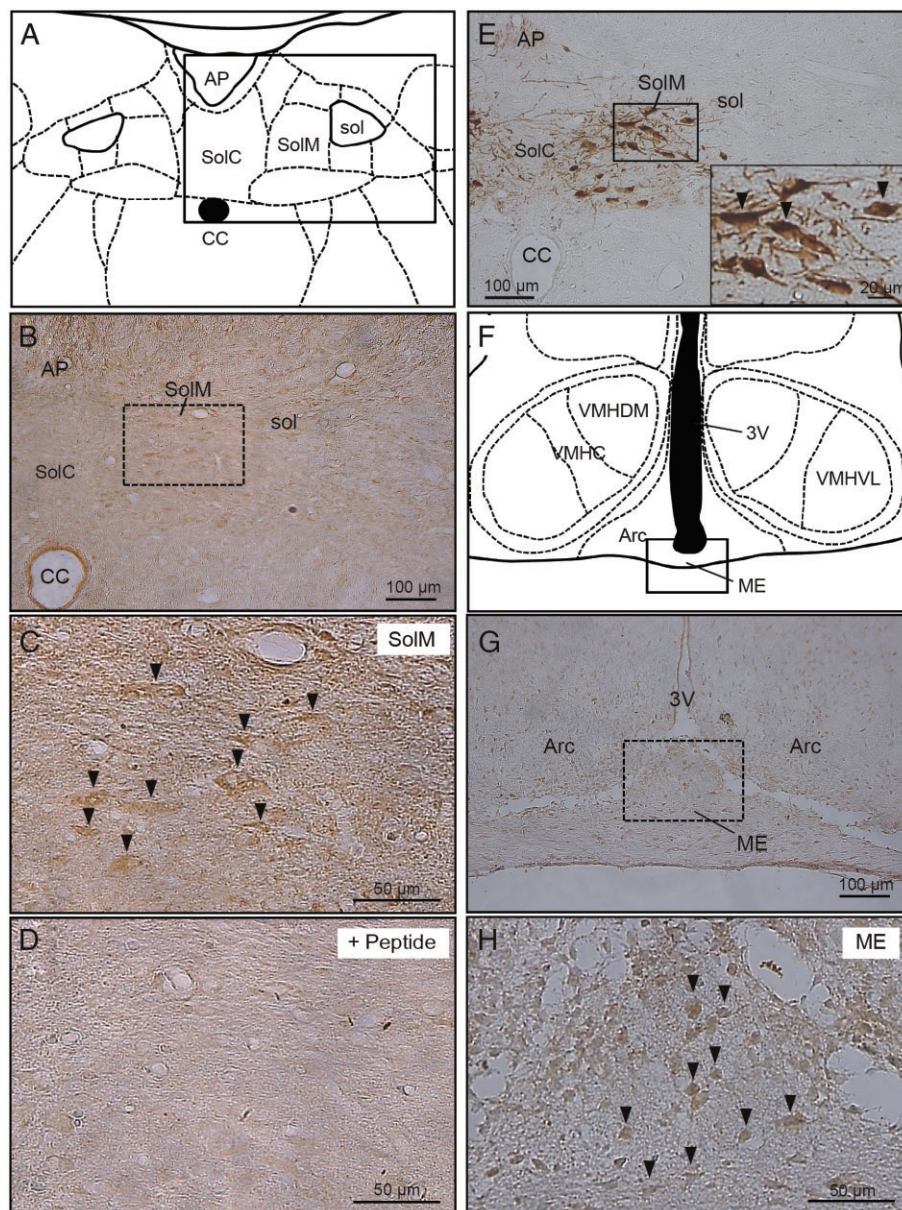 A
AP
sol
SolC
SolM
CC
B
AP
SolM
sol
SolC
CC
100 µm
C
SolM
50 µm
D
+ Peptide
50 µm
E
AP
SolM
sol
SolC
CC
100 µm
20 µm
F
VMHDM
3V
VMHC
VMHVL
Arc
ME
G
3V
Arc
Arc
ME
100 µm
H
ME
50 µm